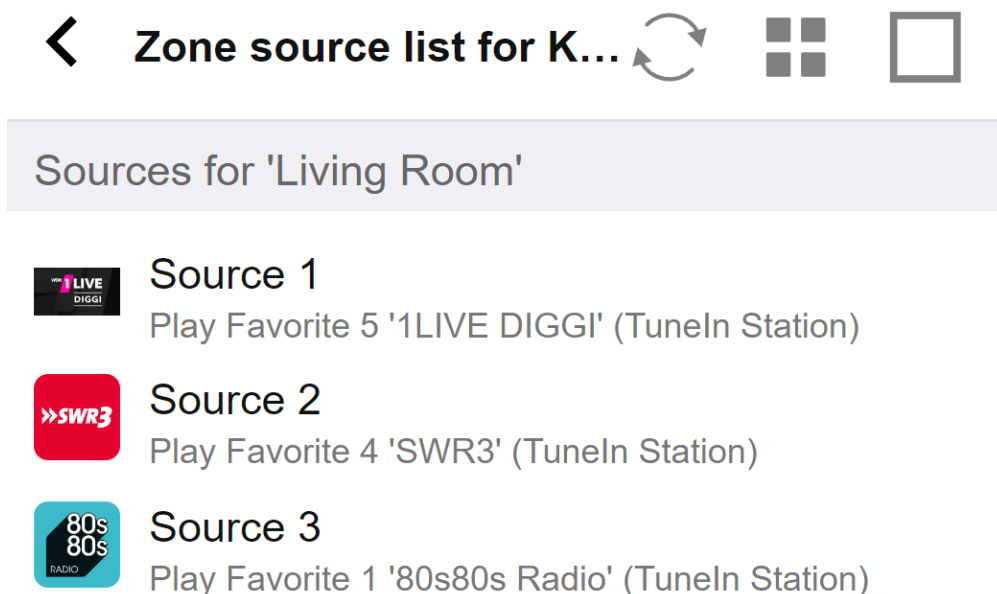 Zone source list for K...
Sources for 'Living Room'
WDR 1LIVE
DIGGI
Source 1
Play Favorite 5 '1LIVE DIGGI' (TuneIn Station)
SWR3
Source 2
Play Favorite 4 'SWR3' (TuneIn Station)
80s
80s
RADIO
Source 3
Play Favorite 1 '80s80s Radio' (TuneIn Station)